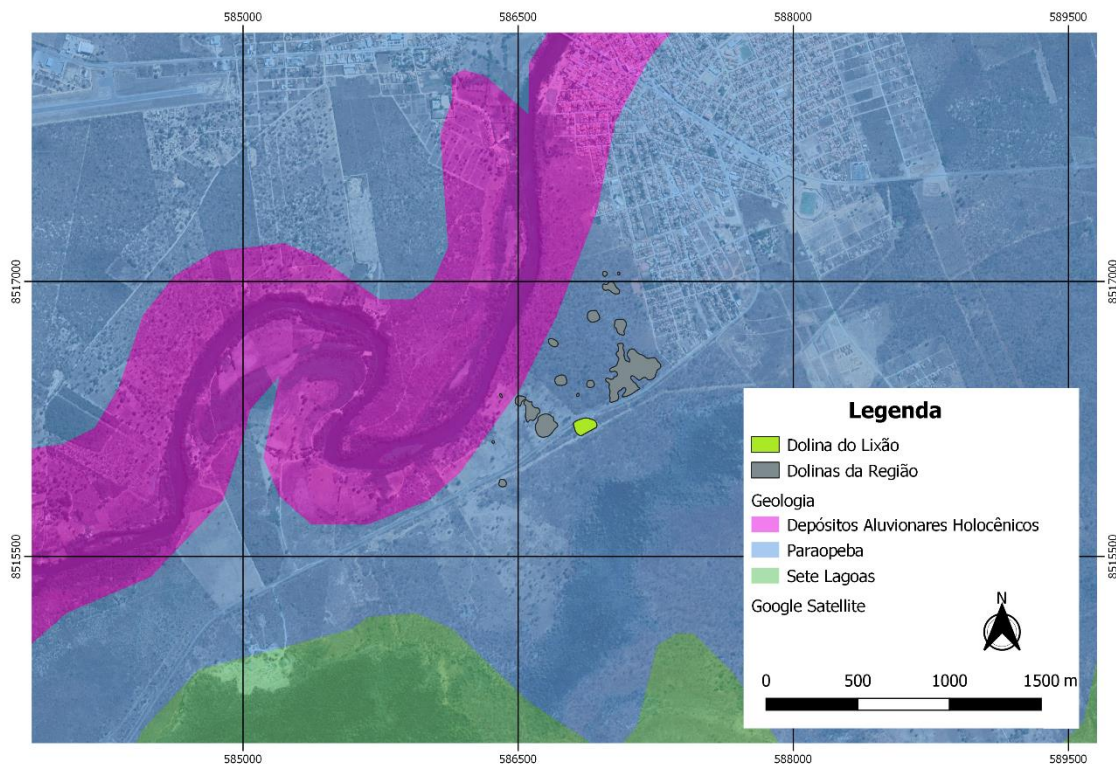 585000 586500 588000 589500
8517000 8517000
Legenda
Dolina do Lixão
Dolinas da Região
Geologia
Depósitos Aluvionares Holocênicos
Paraopeba
Sete Lagoas
Google Satellite
N
0 500 1000 1500 m
8515500 8515500
585000 586500 588000 589500